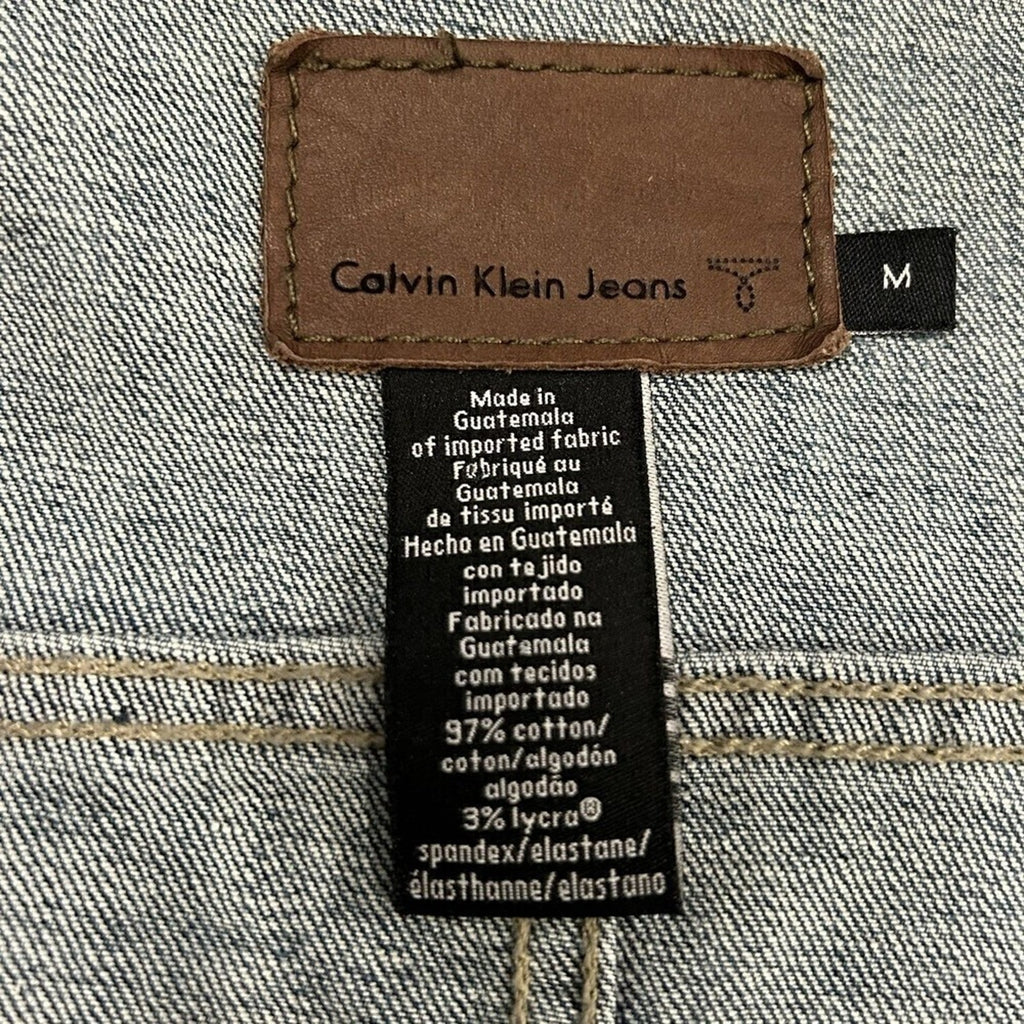 Calvin Klein Jeans
M
Made in
Guatemala
of imported fabric
Fabriqué au
Guatemala
de tissu importé
Hecho en Guatemala
con tejido
importado
Fabricado na
Guatemala
com tecidos
importado
97% cotton/
coton/algodón
algodão
3% lycra®
spandex/elastane/
élasthanne/elastano